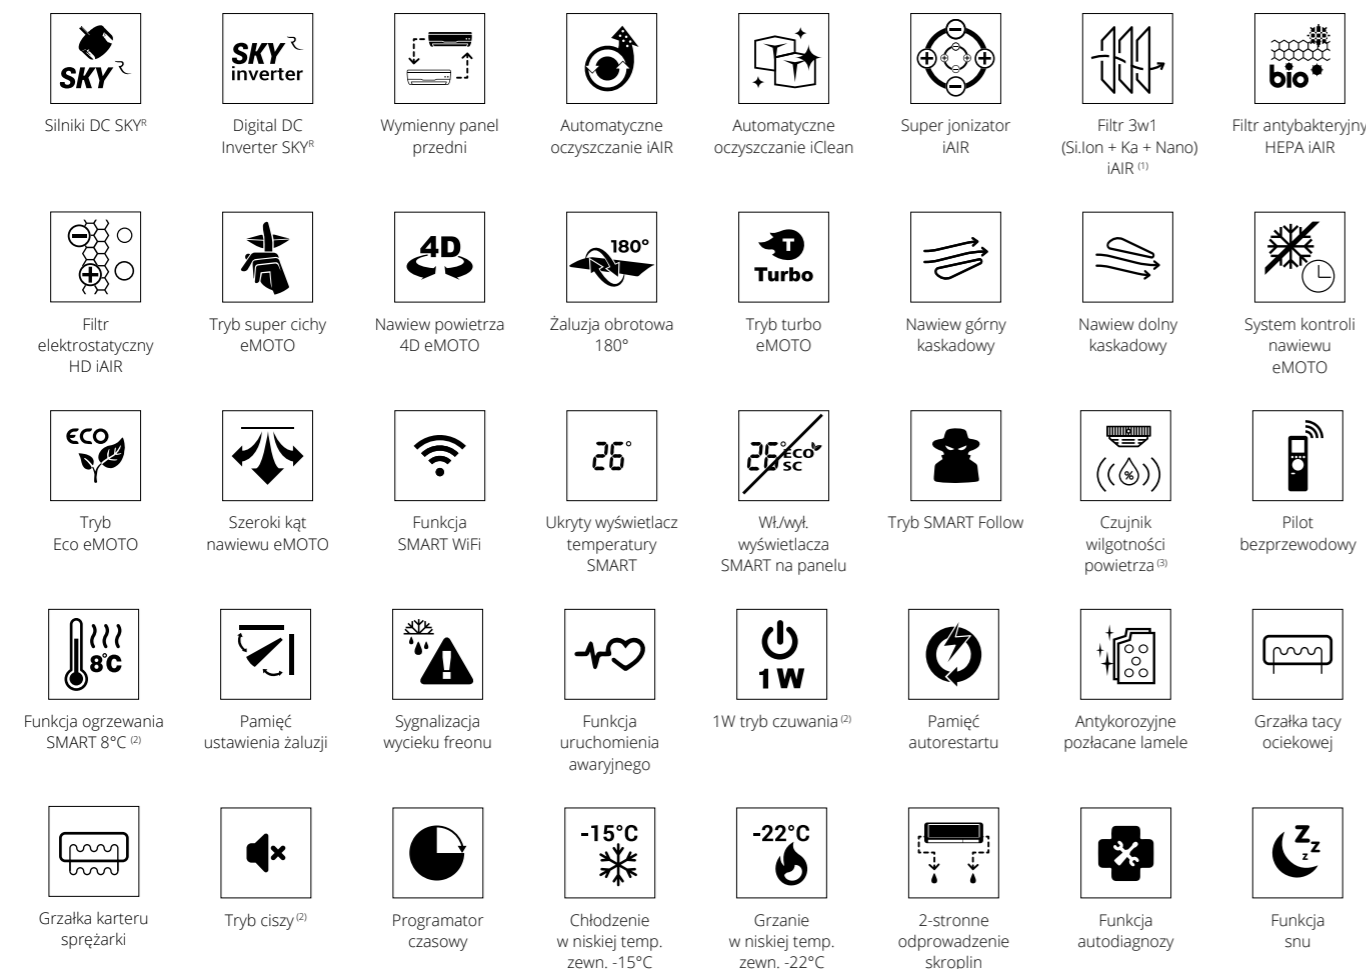 SKY R
Silniki DC SKYᴿ
SKY R
inverter
Digital DC
Inverter SKYᴿ
Wymienny panel
przedni
Automatyczne
oczyszczanie iAIR
Automatyczne
oczyszczanie iClean
Super jonizator
iAIR
Filtr 3w1
(Si.Ion + Ka + Nano)
iAIR (1)
bio
Filtr antybakteryjny
HEPA iAIR
Filtr
elektrostatyczny
HD iAIR
Tryb super cichy
eMOTO
4D
Nawiew powietrza
4D eMOTO
180°
Żaluzja obrotowa
180°
T
Turbo
Tryb turbo
eMOTO
Nawiew górny
kaskadowy
Nawiew dolny
kaskadowy
System kontroli
nawiewu
eMOTO
ECO
Tryb
Eco eMOTO
Szeroki kąt
nawiewu eMOTO
Funkcja
SMART WiFi
26°
Ukryty wyświetlacz
temperatury
SMART
26° ECO
SC
Wł./wył.
wyświetlacza
SMART na panelu
Tryb SMART Follow
%
Czujnik
wilgotności
powietrza (3)
Pilot
bezprzewodowy
8°C
Funkcja ogrzewania
SMART 8°C (2)
Pamięć
ustawienia żaluzji
!
Sygnalizacja
wycieku freonu
Funkcja
uruchomienia
awaryjnego
1 W
1W tryb czuwania (2)
Pamięć
autorestartu
Antykorozyjne
pozłacane lamele
Grzałka tacy
ociekowej
Grzałka karteru
sprężarki
Tryb ciszy (2)
Programator
czasowy
-15°C
Chłodzenie
w niskiej temp.
zewn. -15°C
-22°C
Grzanie
w niskiej temp.
zewn. -22°C
2-stronne
odprowadzenie
skroplin
Funkcja
autodiagnozy
Z z z
Funkcja
snu